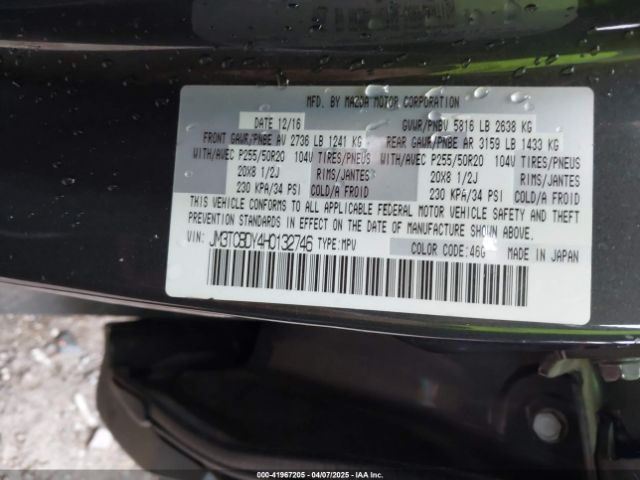 MFD. BY MAZDA MOTOR CORPORATION
DATE 12/16 GVWR/PNBV 5816 LB 2638 KG
FRONT GAWR/PNBE AV 2736 LB 1241 KG REAR GAWR/PNBE AR 3159 LB 1433 KG
WITH/AVEC P255/50R20 104V TIRES/PNEUS WITH/AVEC P255/50R20 104V TIRES/PNEUS
20X8 1/2J RIMS/JANTES 20X8 1/2J RIMS/JANTES
230 KPA/34 PSI COLD/A FROID 230 KPA/34 PSI COLD/A FROID
THIS VEHICLE CONFORMS TO ALL APPLICABLE FEDERAL MOTOR VEHICLE SAFETY AND THEFT
PREVENTION STANDARDS IN EFFECT ON THE DATE OF MANUFACTURE SHOWN ABOVE.
VIN: JM3TCBDY4H0132746 TYPE:MPV COLOR CODE:46G MADE IN JAPAN
000-41967205 - 04/07/2025 - IAAI.com/ca